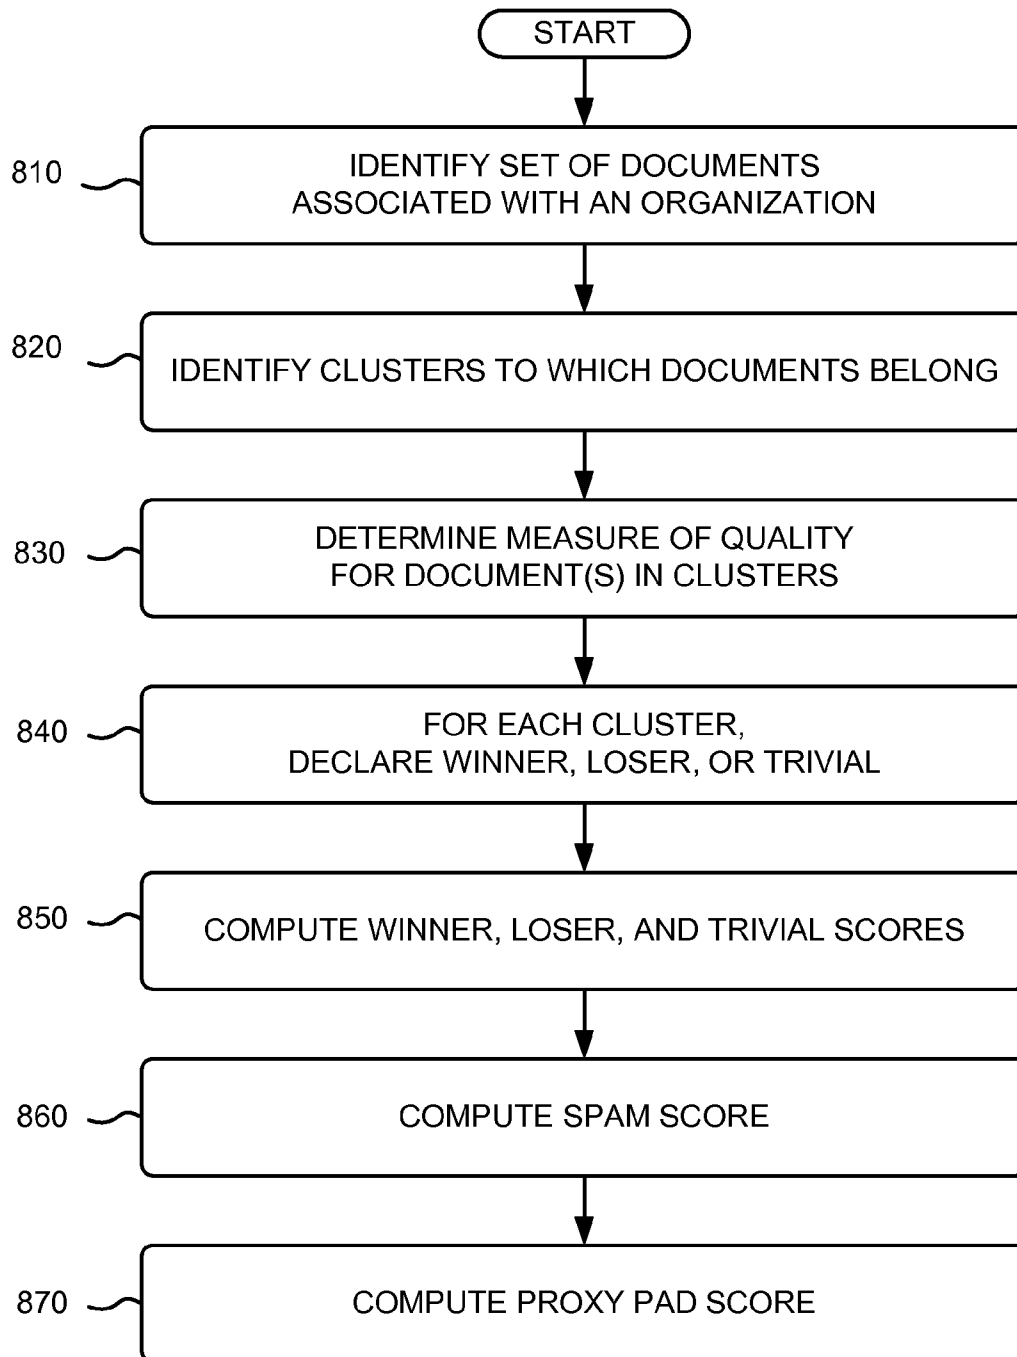 START
810
IDENTIFY SET OF DOCUMENTS
ASSOCIATED WITH AN ORGANIZATION
820
IDENTIFY CLUSTERS TO WHICH DOCUMENTS BELONG
830
DETERMINE MEASURE OF QUALITY
FOR DOCUMENT(S) IN CLUSTERS
840
FOR EACH CLUSTER,
DECLARE WINNER, LOSER, OR TRIVIAL
850
COMPUTE WINNER, LOSER, AND TRIVIAL SCORES
860
COMPUTE SPAM SCORE
870
COMPUTE PROXY PAD SCORE